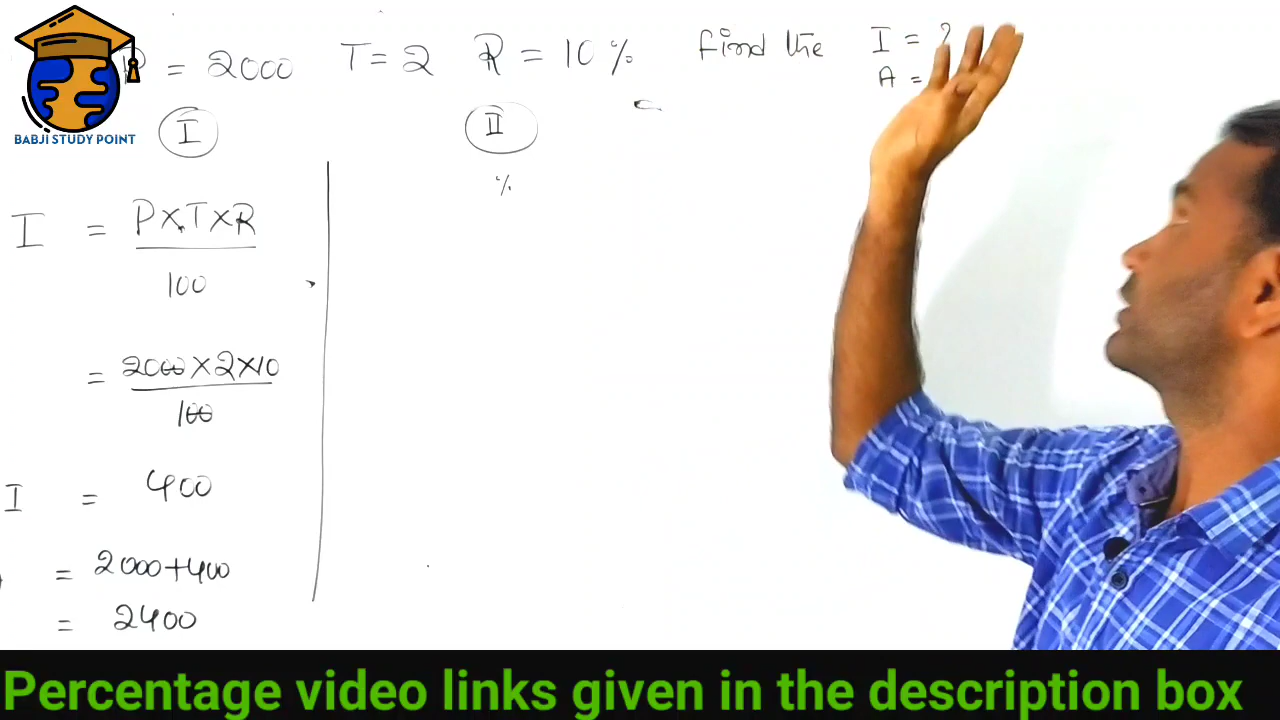 BABJI STUDY POINT
P = 2000 T = 2 R = 10 % find the I = ?
A =
I
II
%
I = P×T×R
100
= 2000×2×10
100
I = 400
= 2000+400
= 2400
Percentage video links given in the description box